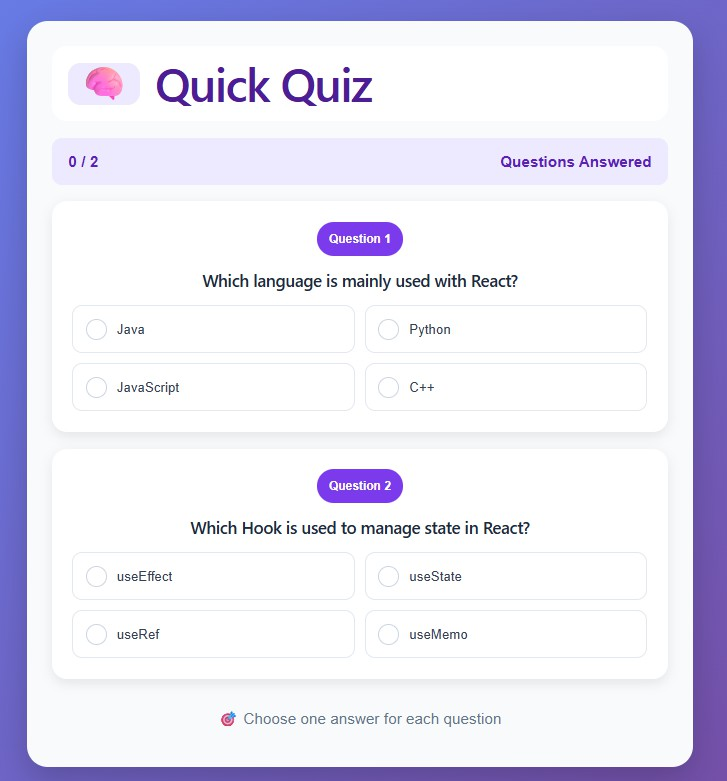 Quick Quiz
0 / 2 Questions Answered
Question 1
Which language is mainly used with React?
Java Python
JavaScript C++
Question 2
Which Hook is used to manage state in React?
useEffect useState
useRef useMemo
Choose one answer for each question